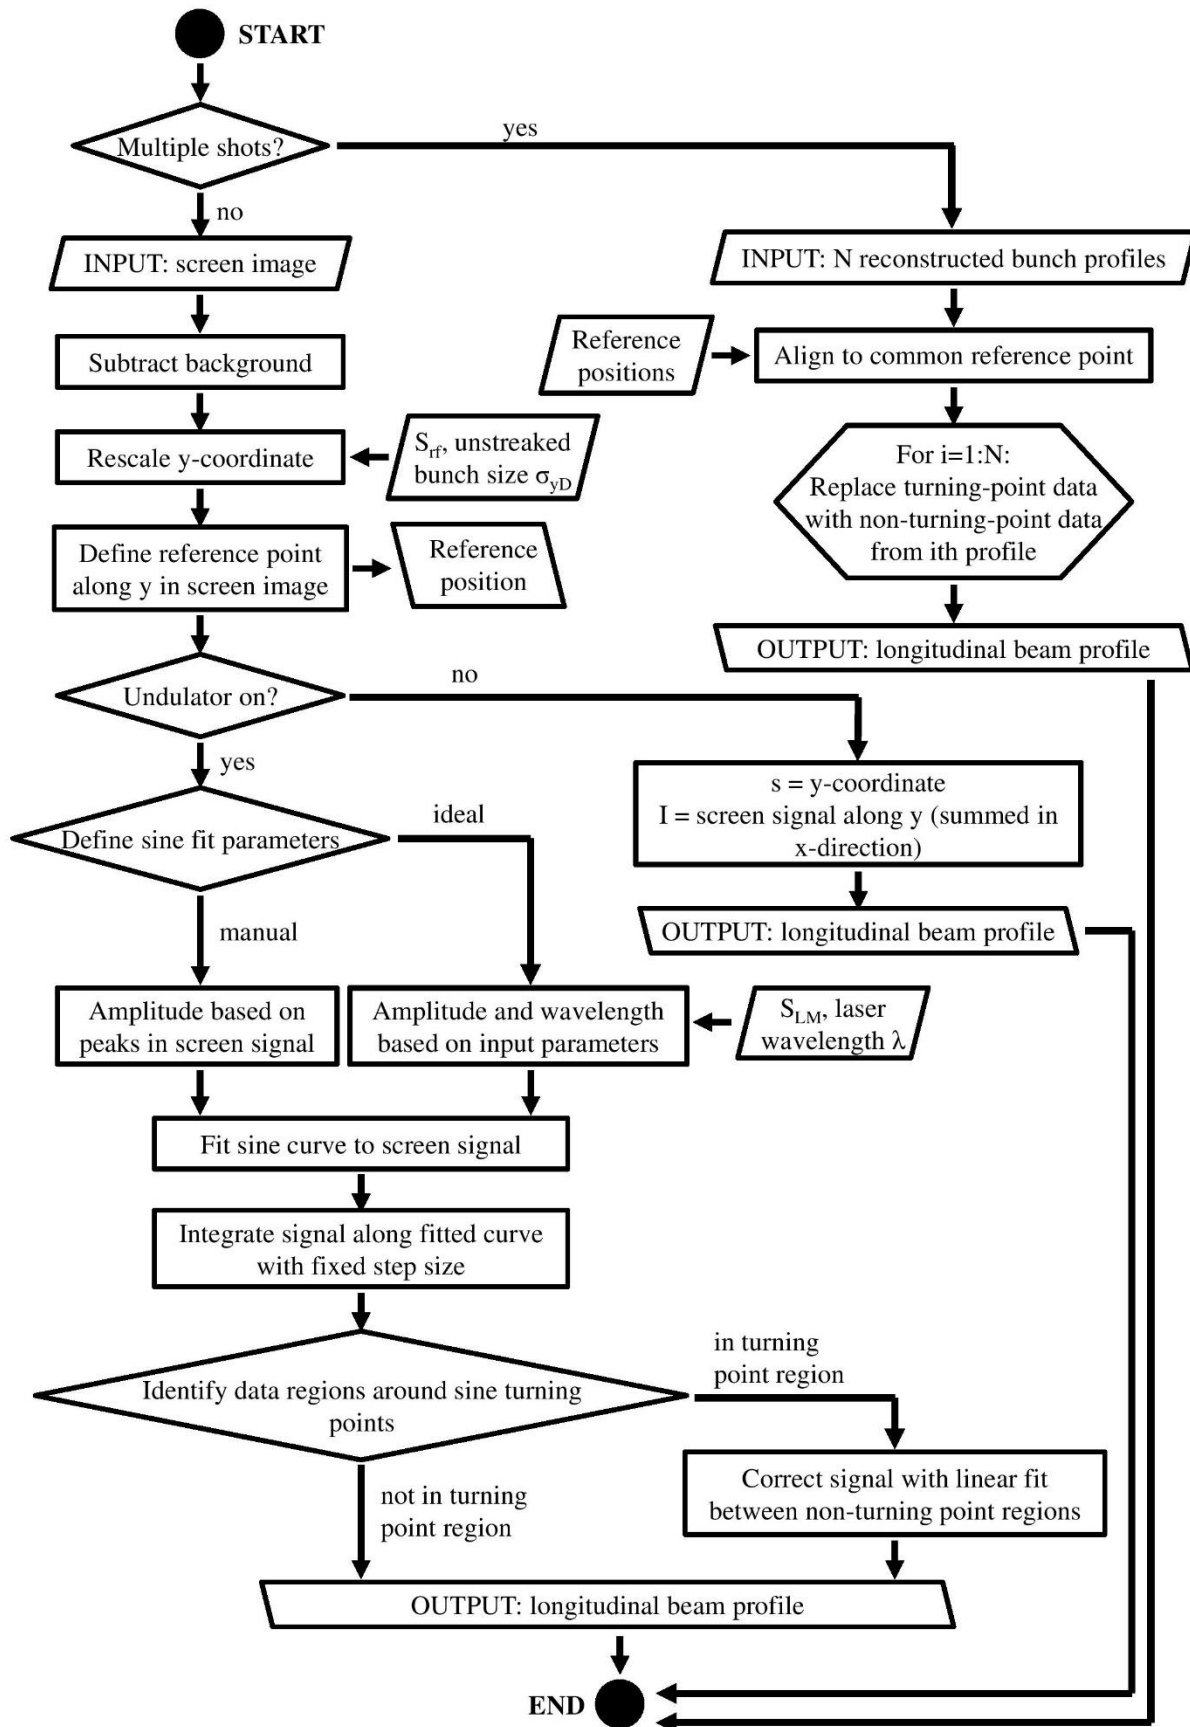 START
Multiple shots?
yes
no
INPUT: screen image
INPUT: N reconstructed bunch profiles
Subtract background
Reference
positions
Align to common reference point
Rescale y-coordinate
S_rf, unstreaked
bunch size σ_yD
For i=1:N:
Replace turning-point data
with non-turning-point data
from ith profile
Define reference point
along y in screen image
Reference
position
OUTPUT: longitudinal beam profile
Undulator on?
no
yes
s = y-coordinate
I = screen signal along y (summed in
x-direction)
Define sine fit parameters
ideal
manual
OUTPUT: longitudinal beam profile
Amplitude based on
peaks in screen signal
Amplitude and wavelength
based on input parameters
S_LM, laser
wavelength λ
Fit sine curve to screen signal
Integrate signal along fitted curve
with fixed step size
Identify data regions around sine turning
points
in turning
point region
not in turning
point region
Correct signal with linear fit
between non-turning point regions
OUTPUT: longitudinal beam profile
END